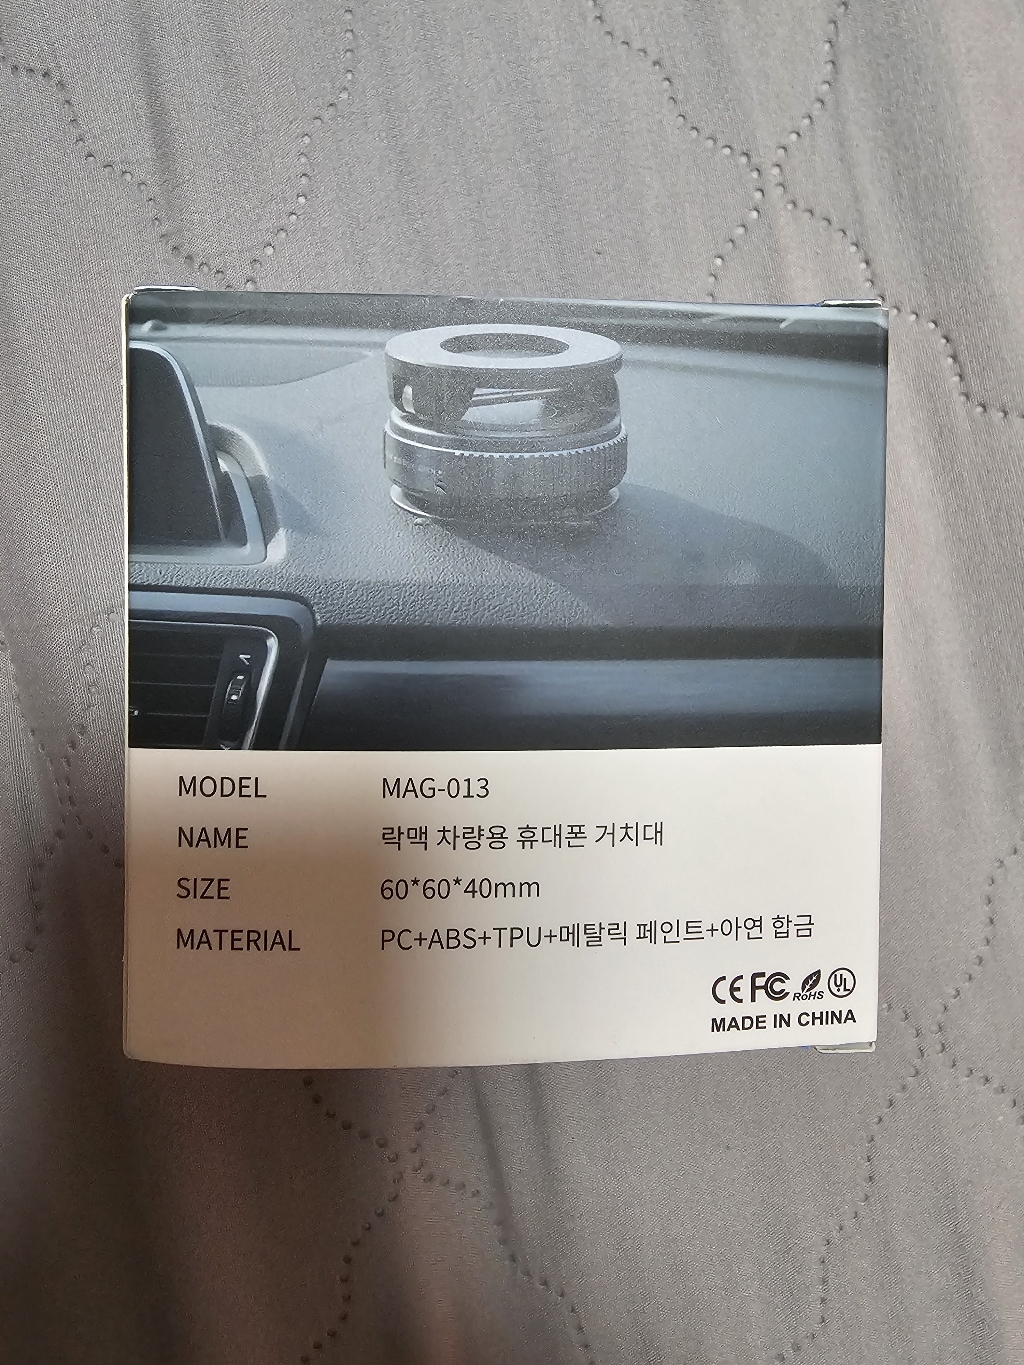 MODEL MAG-013
NAME 락맥 차량용 휴대폰 거치대
SIZE 60*60*40mm
MATERIAL PC+ABS+TPU+메탈릭 페인트+아연 합금
CE FC RoHS UL
MADE IN CHINA